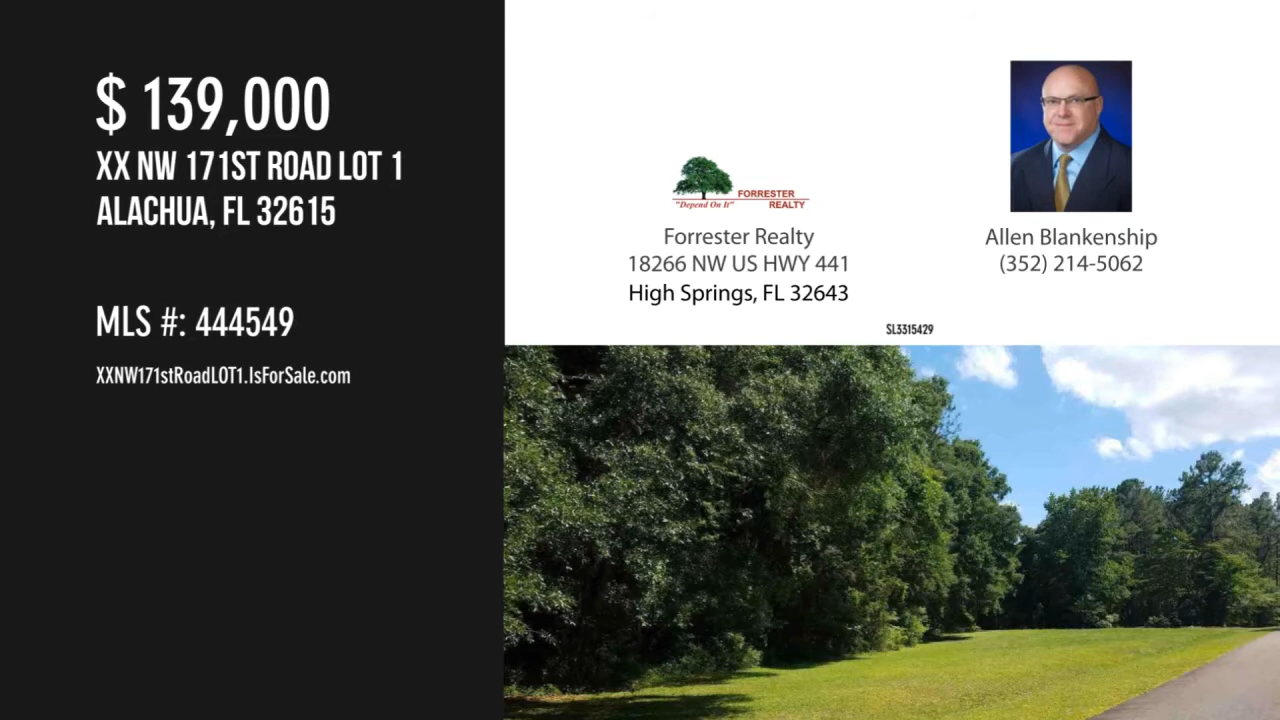 $ 139,000
XX NW 171ST ROAD LOT 1
ALACHUA, FL 32615
MLS #: 444549
XXNW171stRoadLOT1.IsForSale.com
FORRESTER
"Depend On It" REALTY
Forrester Realty
18266 NW US HWY 441
High Springs, FL 32643
Allen Blankenship
(352) 214-5062
SL3315429